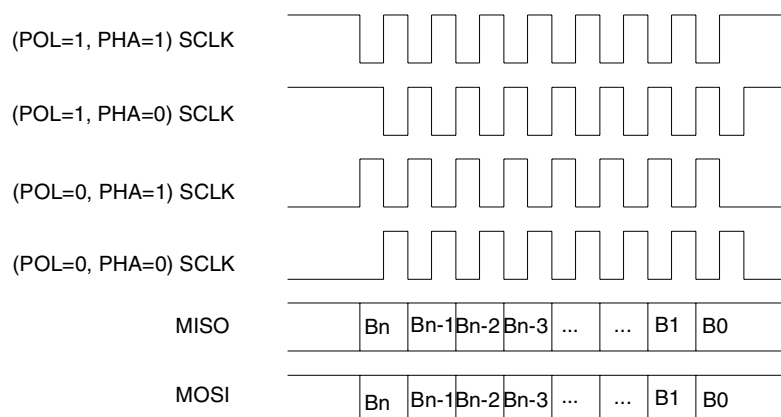 (POL=1, PHA=1) SCLK
(POL=1, PHA=0) SCLK
(POL=0, PHA=1) SCLK
(POL=0, PHA=0) SCLK
MISO Bn Bn-1 Bn-2 Bn-3 ... ... B1 B0
MOSI Bn Bn-1 Bn-2 Bn-3 ... ... B1 B0